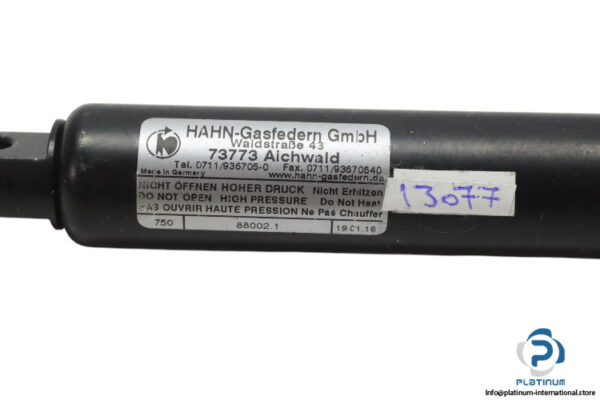 HAHN-Gasfedern GmbH
Waldstraße 43
73773 Aichwald
Tel. 0711/936705-0 Fax. 0711/93670540
Made in Germany www.hahn-gasfedern.de
NICHT ÖFFNEN HOHER DRUCK Nicht Erhitzen
DO NOT OPEN HIGH PRESSURE Do Not Heat
PAS OUVRIR HAUTE PRESSION Ne Pas Chauffer
750 88002.1 19.01.16
13077
PLATINUM
info@platinum-international.store